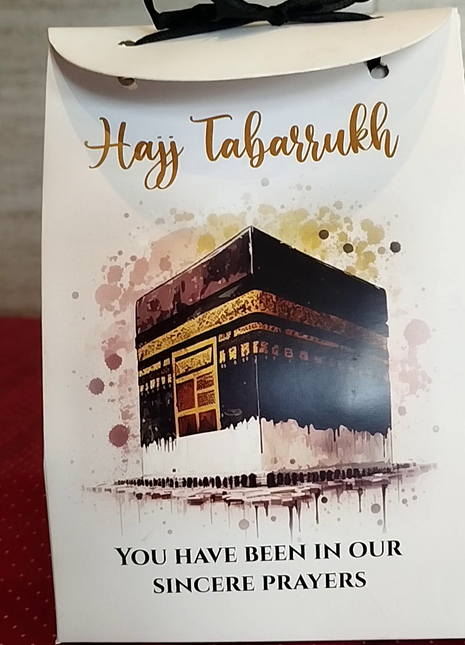 Hajj Tabarrukh
YOU HAVE BEEN IN OUR
SINCERE PRAYERS